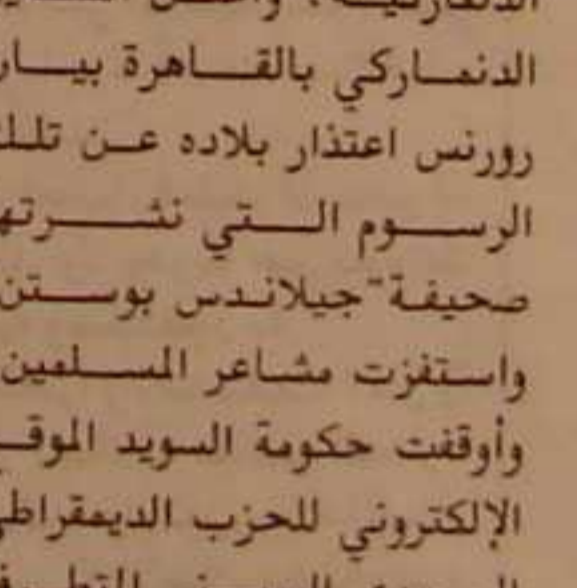 الدنماركي بالقاهرة بيار
رورنس اعتذار بلاده عن تلك
الرسوم التي نشرتها
صحيفة "جيلاندس بوستن
واستفزت مشاعر المسلمين
وأوقفت حكومة السويد الموقـ
الإلكتروني للحزب الديمقراطي